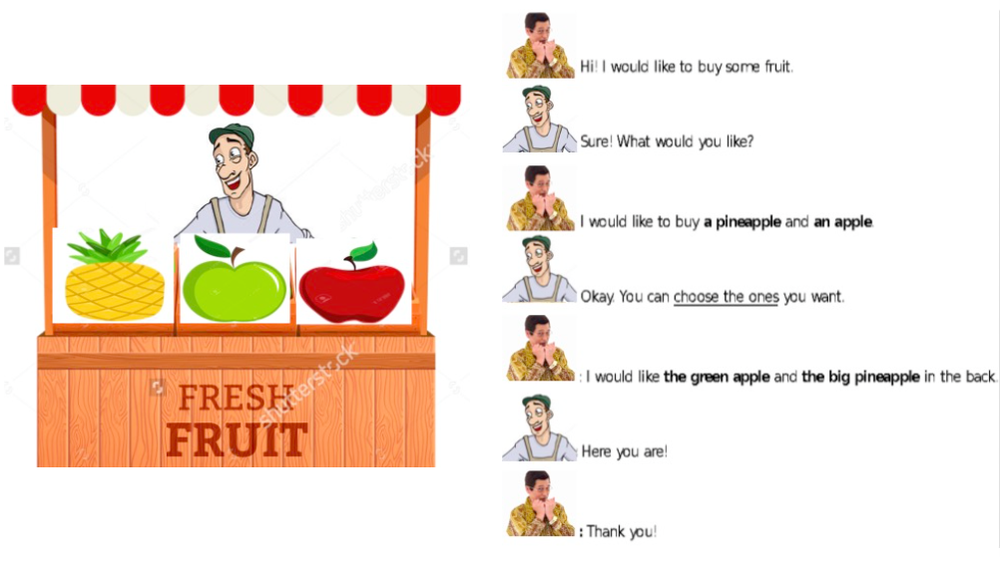 FRESH
FRUIT
shutterstock
Hi! I would like to buy some fruit.
Sure! What would you like?
I would like to buy a pineapple and an apple.
Okay. You can choose the ones you want.
: I would like the green apple and the big pineapple in the back.
Here you are!
: Thank you!